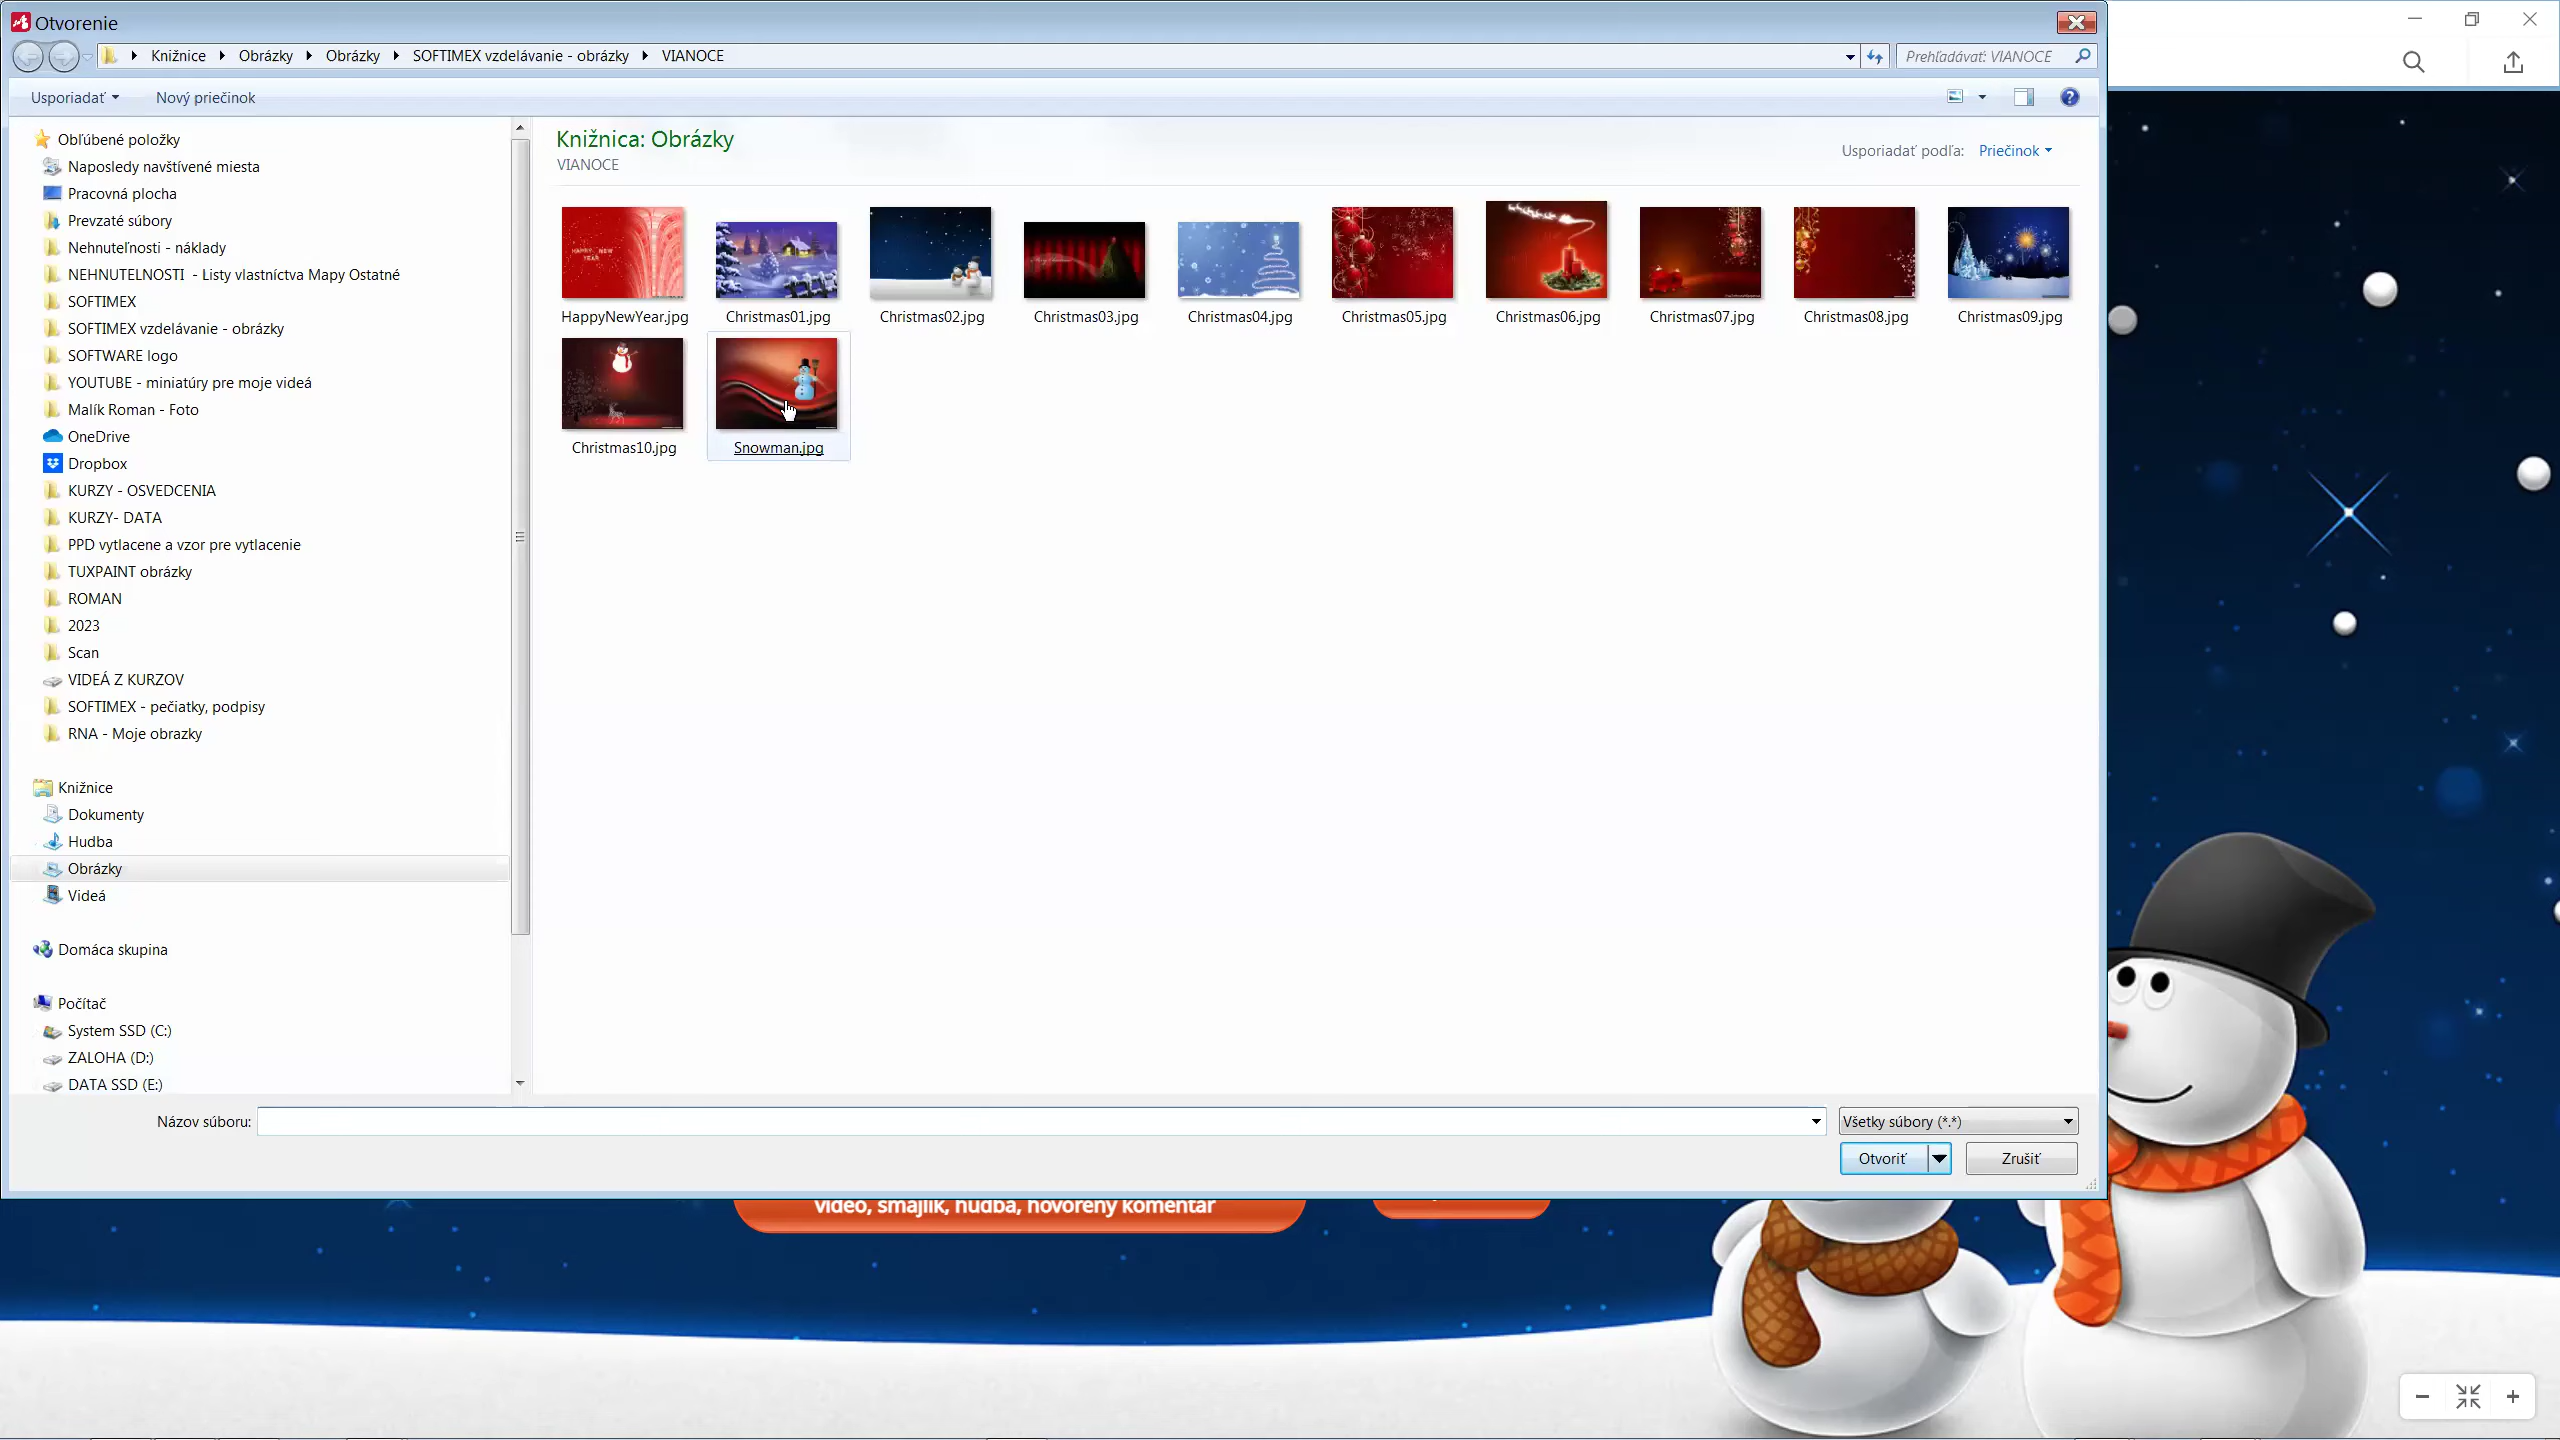 Otvorenie
Knižnice Obrázky Obrázky SOFTIMEX vzdelávanie - obrázky VIANOCE
Prehľadávať: VIANOCE
Usporiadať Nový priečinok
Obľúbené položky
Naposledy navštívené miesta
Pracovná plocha
Prevzaté súbory
Nehnuteľnosti - náklady
NEHNUTELNOSTI - Listy vlastníctva Mapy Ostatné
SOFTIMEX
SOFTIMEX vzdelávanie - obrázky
SOFTWARE logo
YOUTUBE - miniatúry pre moje videá
Malík Roman - Foto
OneDrive
Dropbox
KURZY - OSVEDCENIA
KURZY- DATA
PPD vytlacene a vzor pre vytlacenie
TUXPAINT obrázky
ROMAN
2023
Scan
VIDEÁ Z KURZOV
SOFTIMEX - pečiatky, podpisy
RNA - Moje obrazky
Knižnice
Dokumenty
Hudba
Obrázky
Videá
Domáca skupina
Počítač
System SSD (C:)
ZALOHA (D:)
DATA SSD (E:)
Knižnica: Obrázky
VIANOCE
Usporiadať podľa: Priečinok
HAPPY NEW
YEAR
HappyNewYear.jpg Christmas01.jpg Christmas02.jpg Christmas03.jpg Christmas04.jpg Christmas05.jpg Christmas06.jpg Christmas07.jpg Christmas08.jpg Christmas09.jpg
Christmas10.jpg Snowman.jpg
Názov súboru:
Všetky súbory (*.*)
Otvoriť Zrušiť
video, smajlík, hudba, hovorený komentár